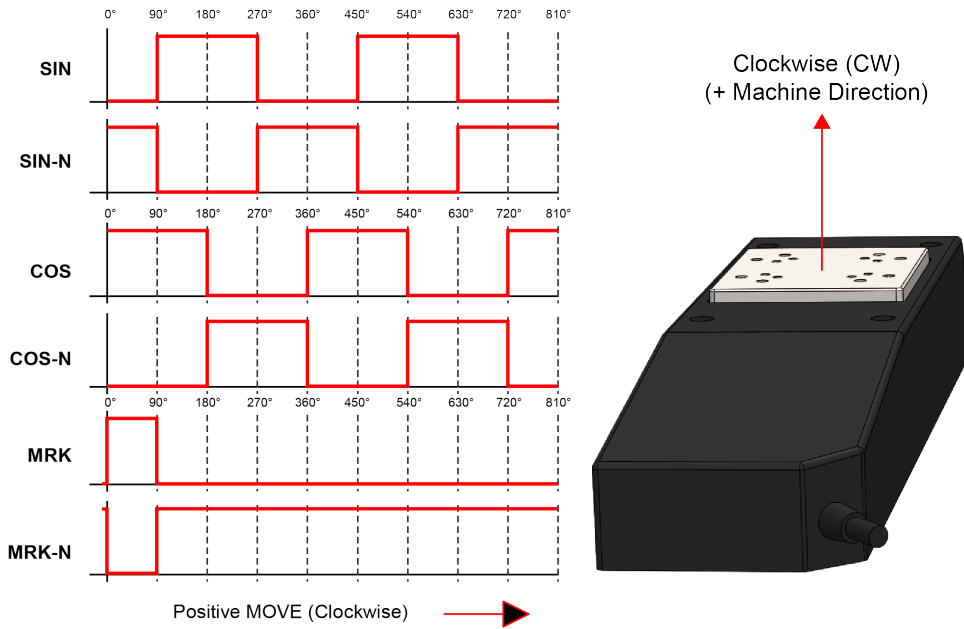 0° 90° 180° 270° 360° 450° 540° 630° 720° 810°
SIN
SIN-N
0° 90° 180° 270° 360° 450° 540° 630° 720° 810°
COS
COS-N
0° 90° 180° 270° 360° 450° 540° 630° 720° 810°
MRK
MRK-N
Positive MOVE (Clockwise)
Clockwise (CW)
(+ Machine Direction)